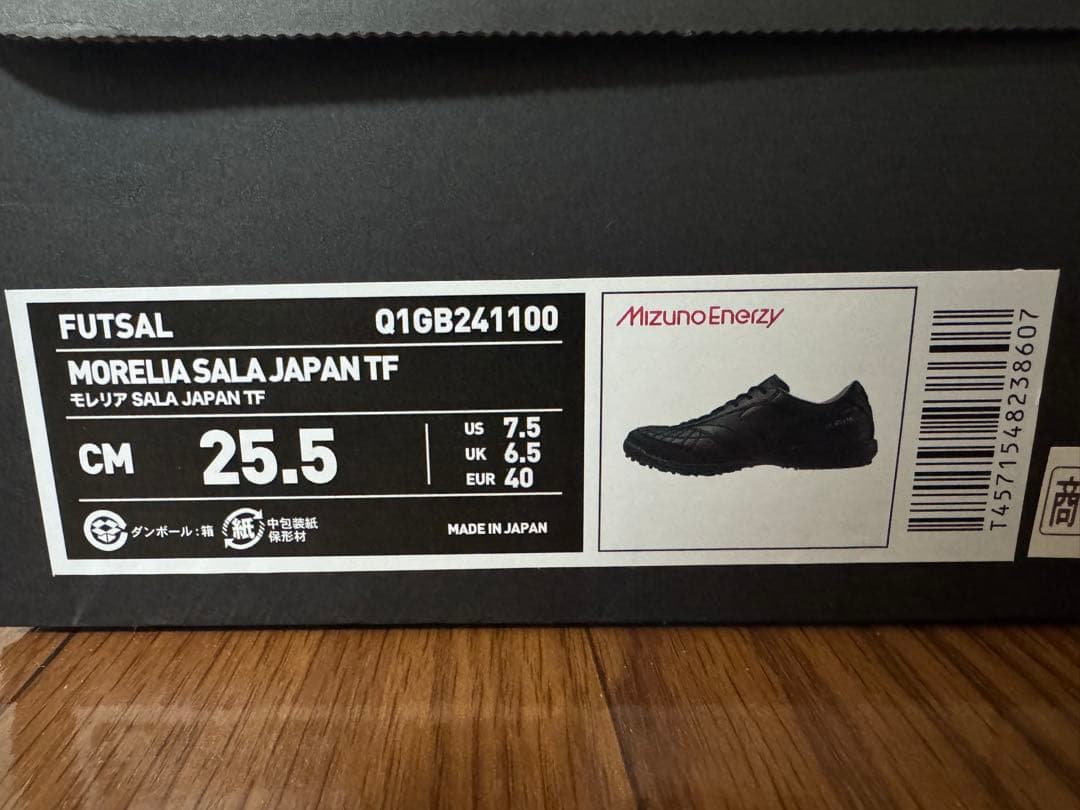 FUTSAL Q1GB241100
MORELIA SALA JAPAN TF
モレリア SALA JAPAN TF
CM 25.5
US 7.5
UK 6.5
EUR 40
ダンボール:箱
紙 中包装紙
保形材
MADE IN JAPAN
Mizuno Enerzy
T4571548238607
商